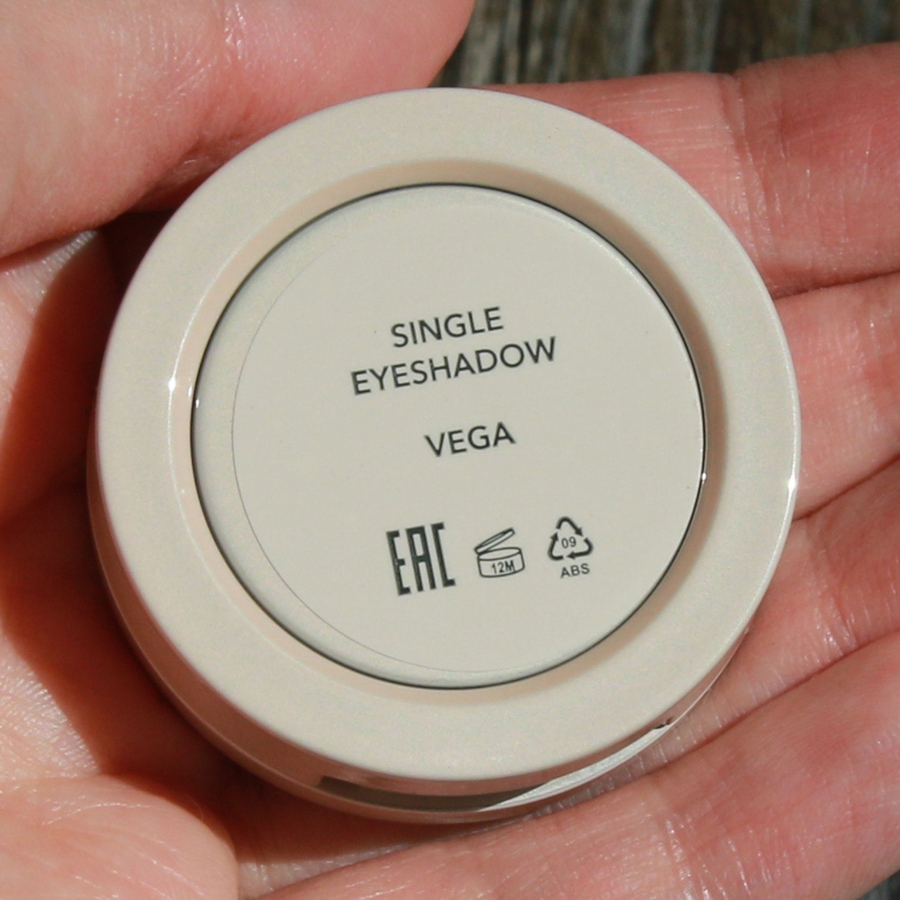 SINGLE
EYESHADOW
VEGA
EAC 12M 09
ABS